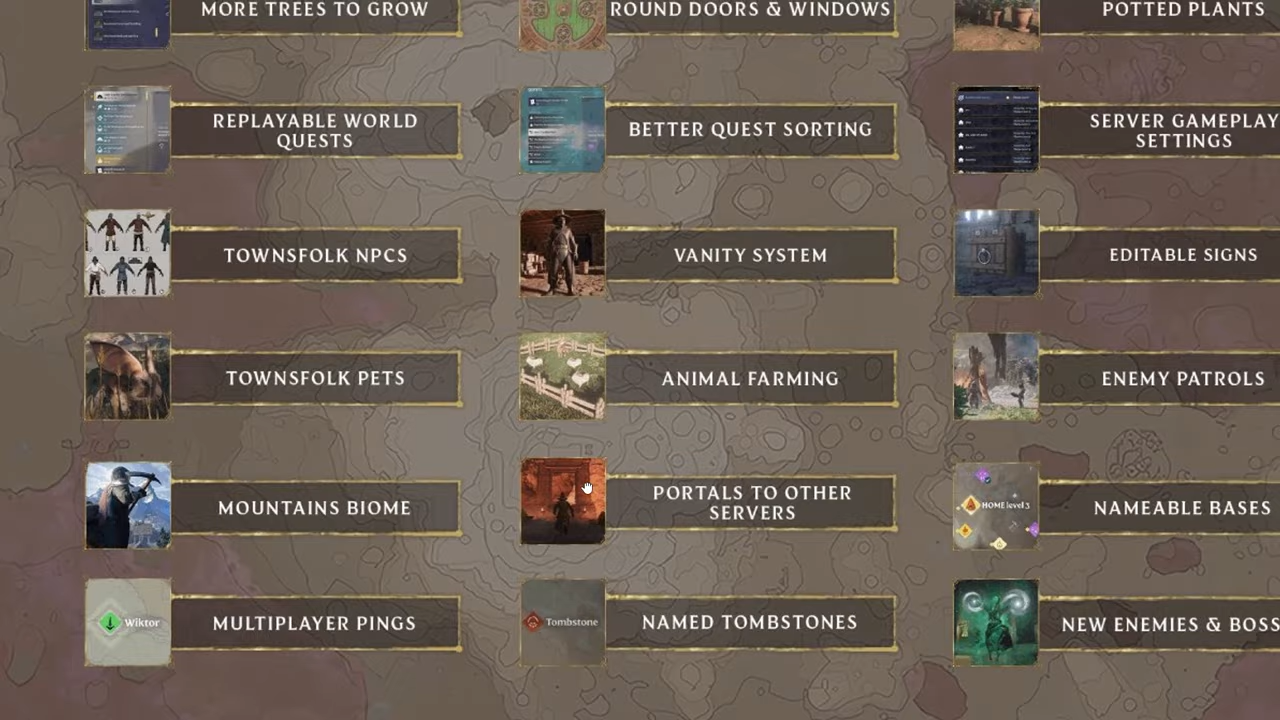 MORE TREES TO GROW
ROUND DOORS & WINDOWS
POTTED PLANTS
REPLAYABLE WORLD
QUESTS
BETTER QUEST SORTING
SERVER GAMEPLAY
SETTINGS
TOWNSFOLK NPCS
VANITY SYSTEM
EDITABLE SIGNS
TOWNSFOLK PETS
ANIMAL FARMING
ENEMY PATROLS
MOUNTAINS BIOME
PORTALS TO OTHER
SERVERS
HOME level 3
NAMEABLE BASES
Wiktor
MULTIPLAYER PINGS
Tombstone
NAMED TOMBSTONES
NEW ENEMIES & BOSS